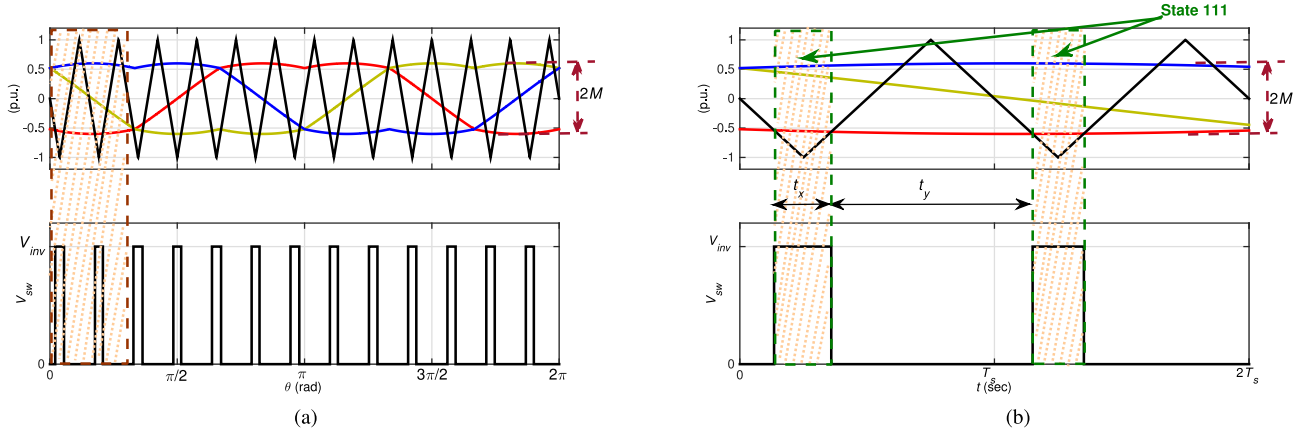 State 111
1
0.5
0
-0.5
-1
(p.u.)
2M
1
0.5
0
-0.5
-1
(p.u.)
2M
t_x
t_y
V_inv
0
V_sw
0
π/2
π
3π/2
2π
θ (rad)
V_inv
0
V_sw
0
T_s
2T_s
t (sec)
(a)
(b)